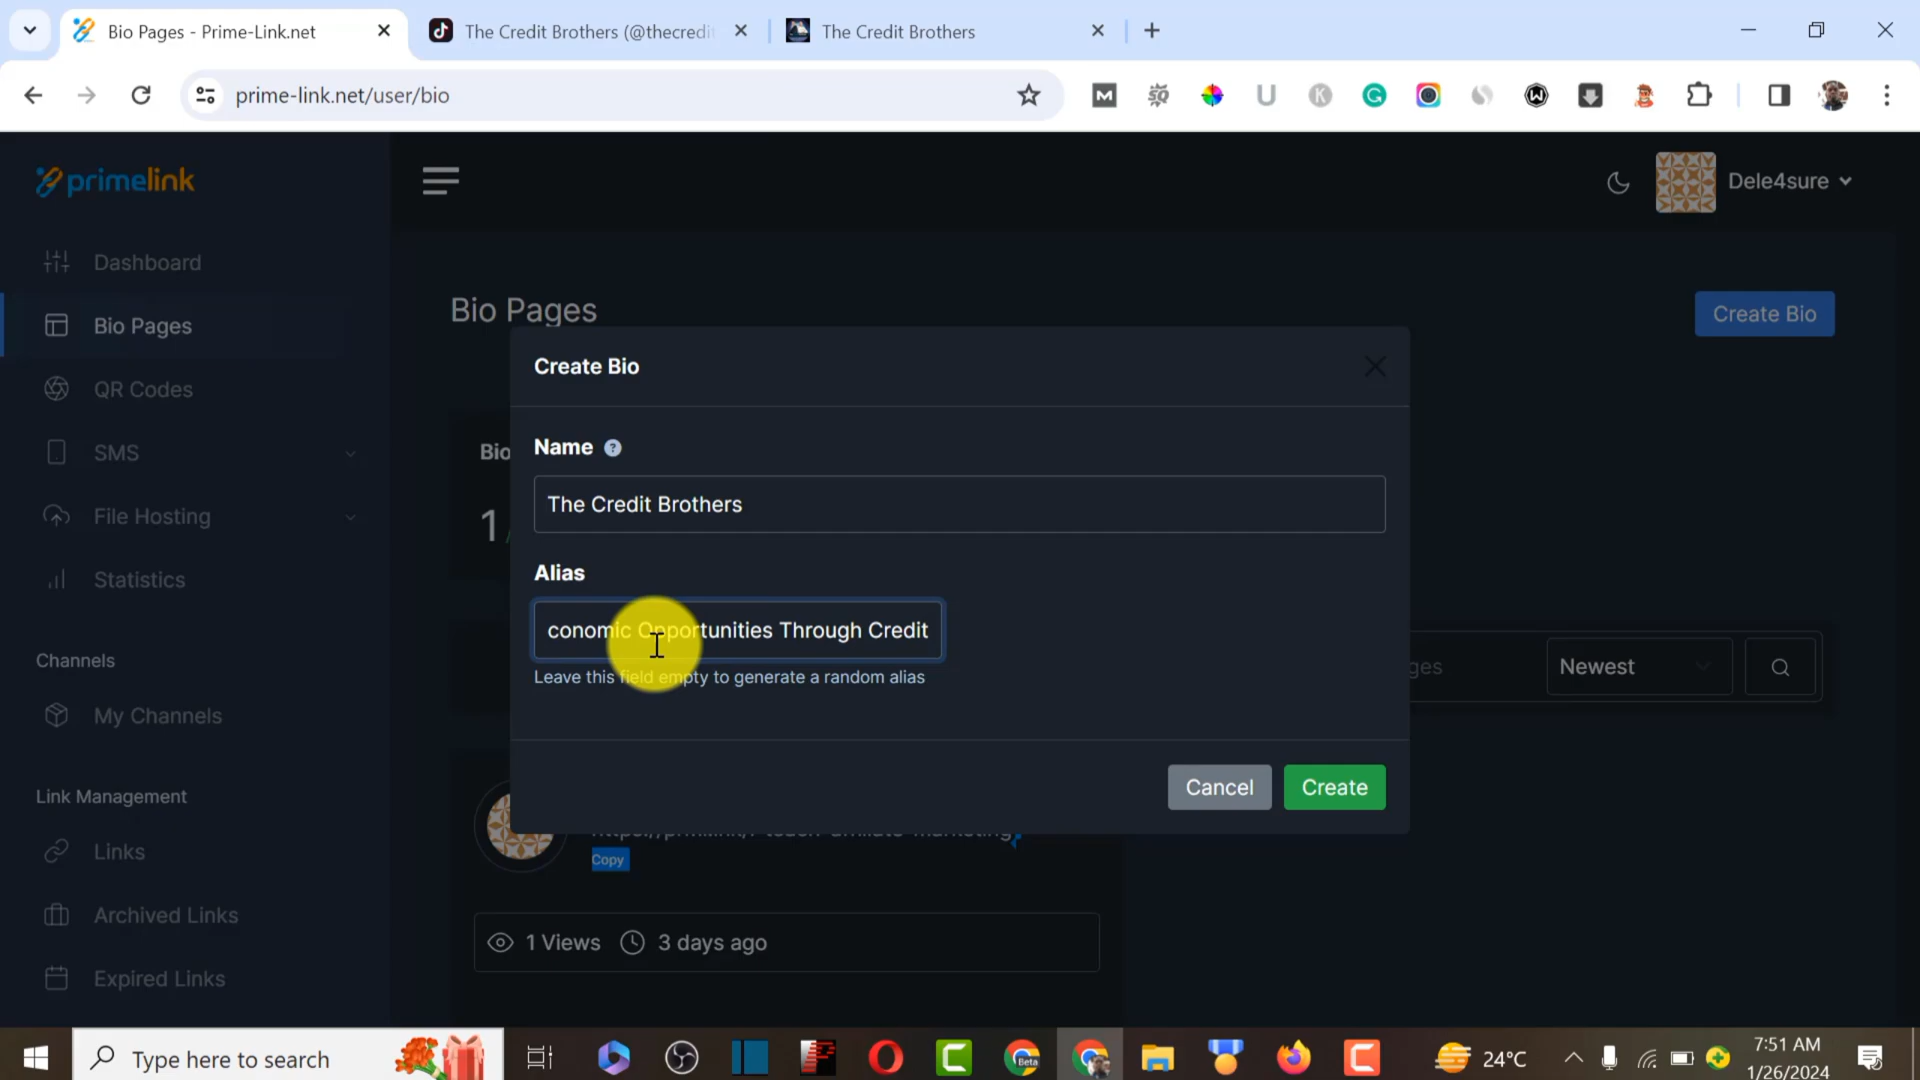 Bio Pages - Prime-Link.net
The Credit Brothers (@thecredit
The Credit Brothers
prime-link.net/user/bio
primelink
Dele4sure
Dashboard
Bio Pages
QR Codes
SMS
File Hosting
Statistics
Channels
My Channels
Link Management
Links
Archived Links
Expired Links
Bio Pages
Create Bio
Bio
1
Create Bio
Name ?
The Credit Brothers
Alias
conomic Opportunities Through Credit
Leave this field empty to generate a random alias
Cancel
Create
ges
Newest
Copy
1 Views
3 days ago
Type here to search
Beta
24°C
7:51 AM
1/26/2024